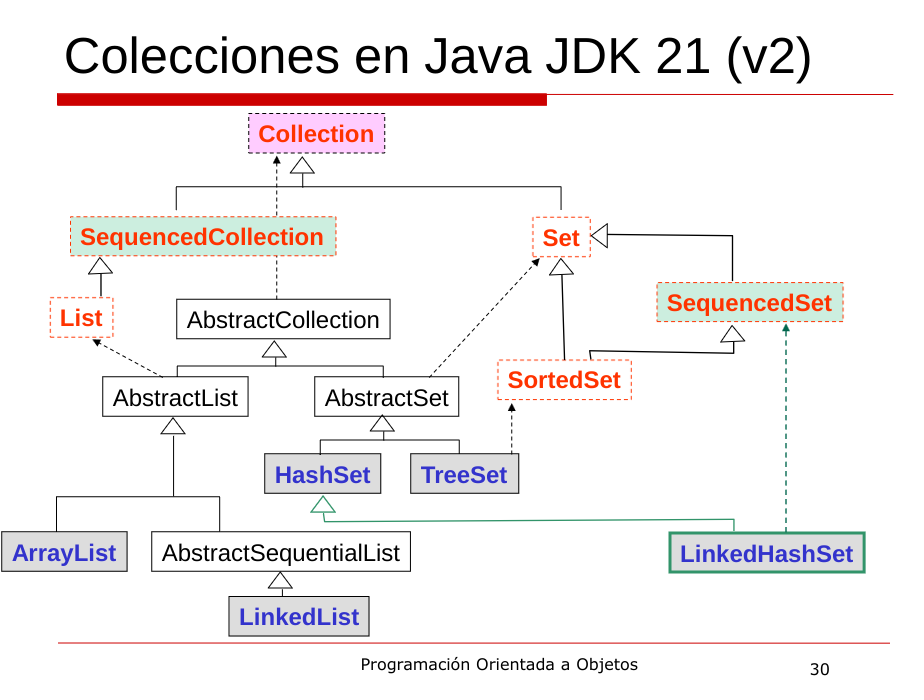 Colecciones en Java JDK 21 (v2)
Collection
SequencedCollection
Set
SequencedSet
List
AbstractCollection
SortedSet
AbstractList
AbstractSet
HashSet
TreeSet
ArrayList
AbstractSequentialList
LinkedHashSet
LinkedList
Programación Orientada a Objetos
30